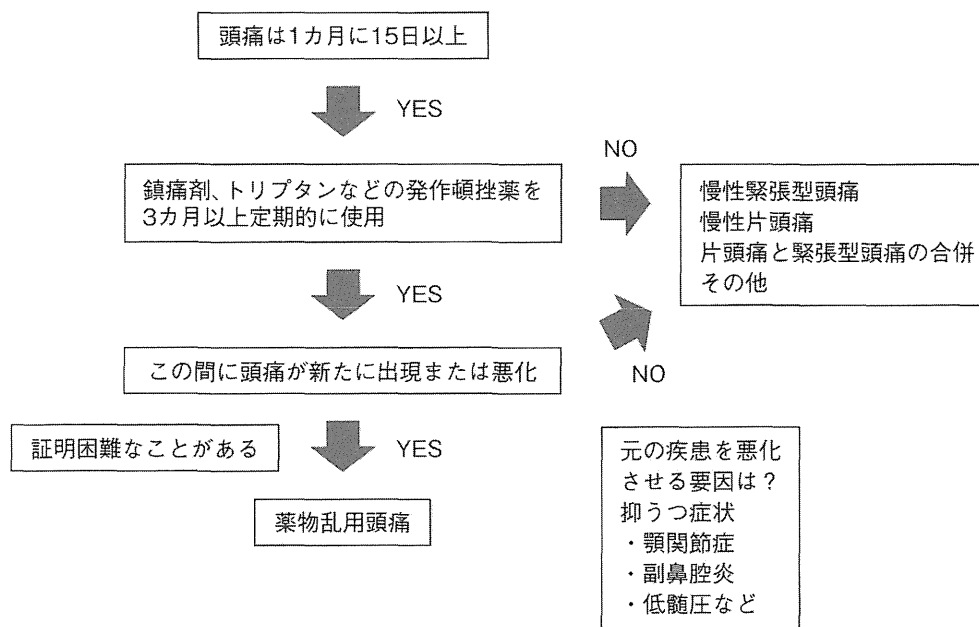 頭痛は1カ月に15日以上
YES
鎮痛剤、トリプタンなどの発作頓挫薬を
3カ月以上定期的に使用
NO
慢性緊張型頭痛
慢性片頭痛
片頭痛と緊張型頭痛の合併
その他
YES
この間に頭痛が新たに出現または悪化
NO
証明困難なことがある
YES
薬物乱用頭痛
元の疾患を悪化
させる要因は？
抑うつ症状
・顎関節症
・副鼻腔炎
・低髄圧など